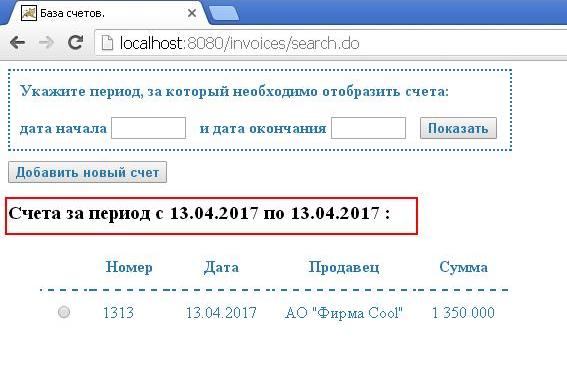 База счетов.
localhost:8080/invoices/search.do
Укажите период, за который необходимо отобразить счета:
дата начала и дата окончания Показать
Добавить новый счет
Счета за период с 13.04.2017 по 13.04.2017 :
Номер Дата Продавец Сумма
1313 13.04.2017 АО "Фирма Cool" 1 350 000